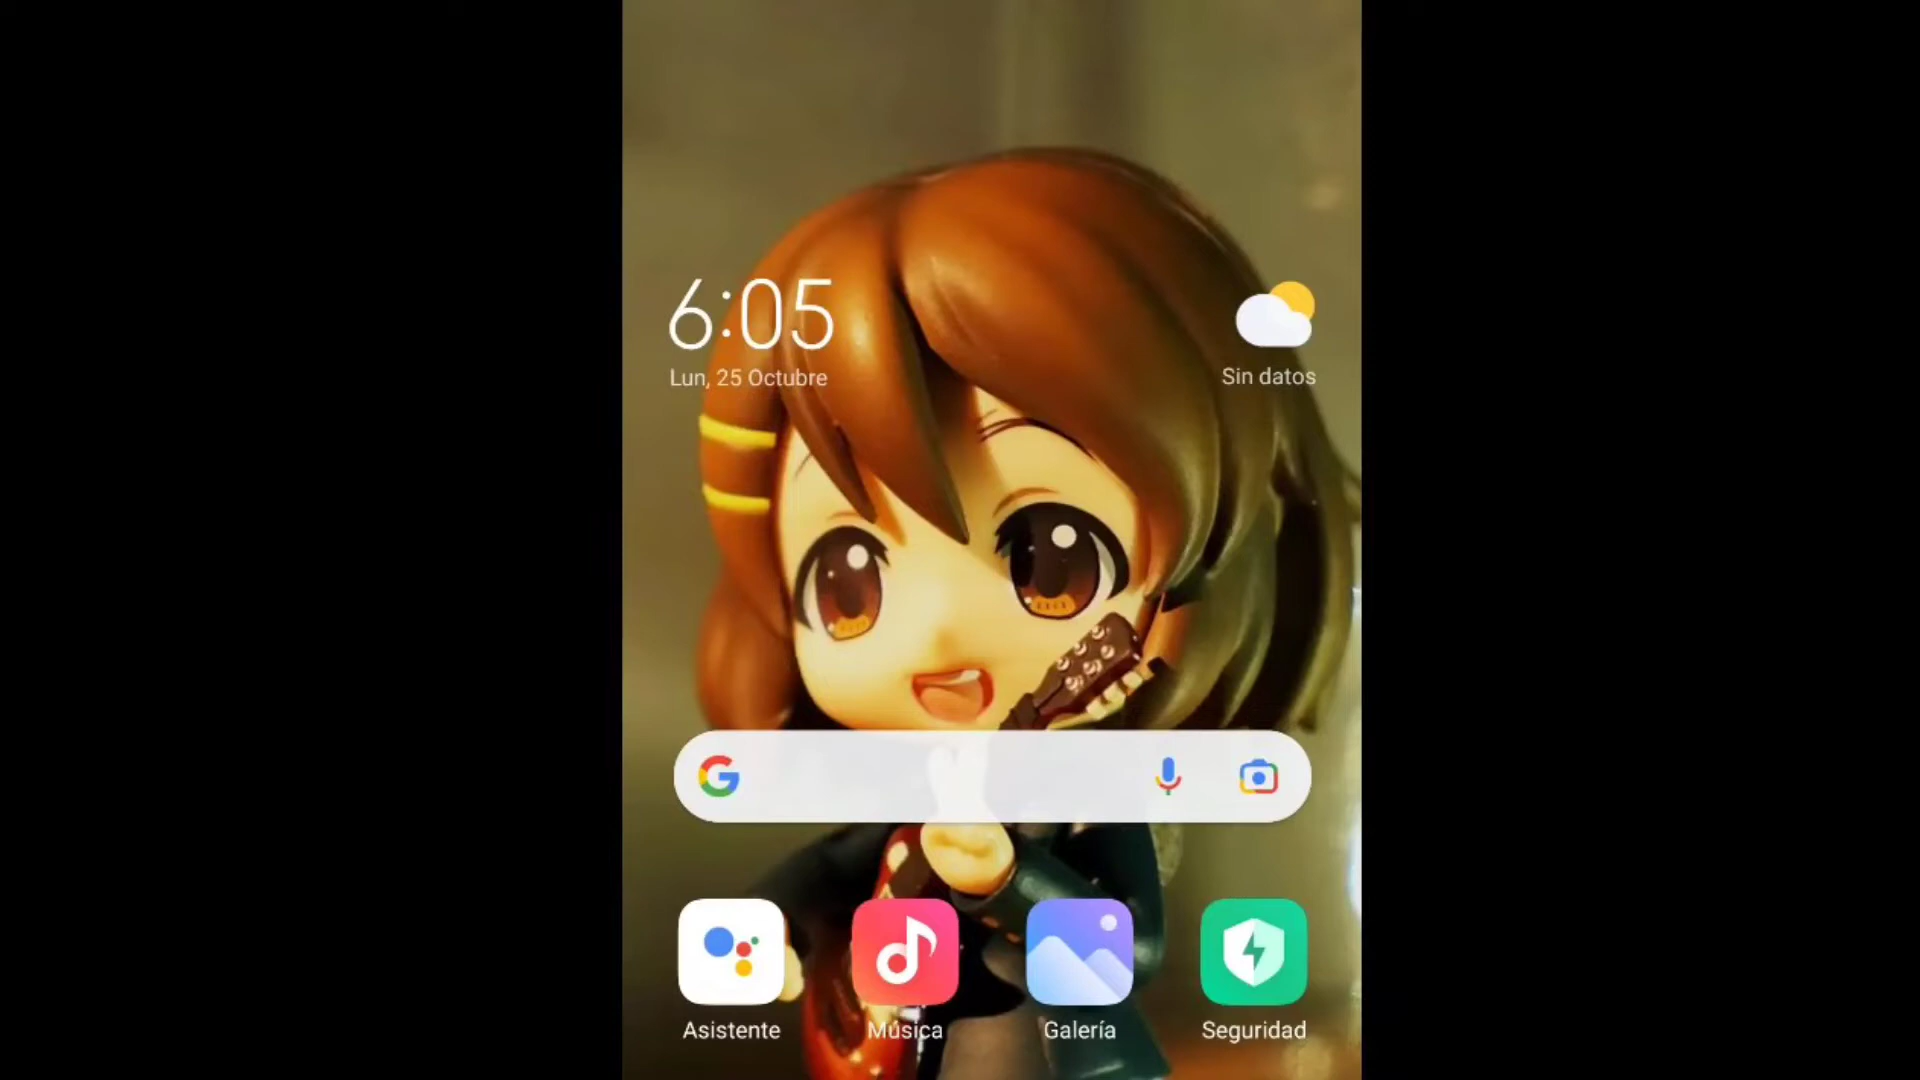 6:05
Lun, 25 Octubre
Sin datos
Asistente
Música
Galería
Seguridad